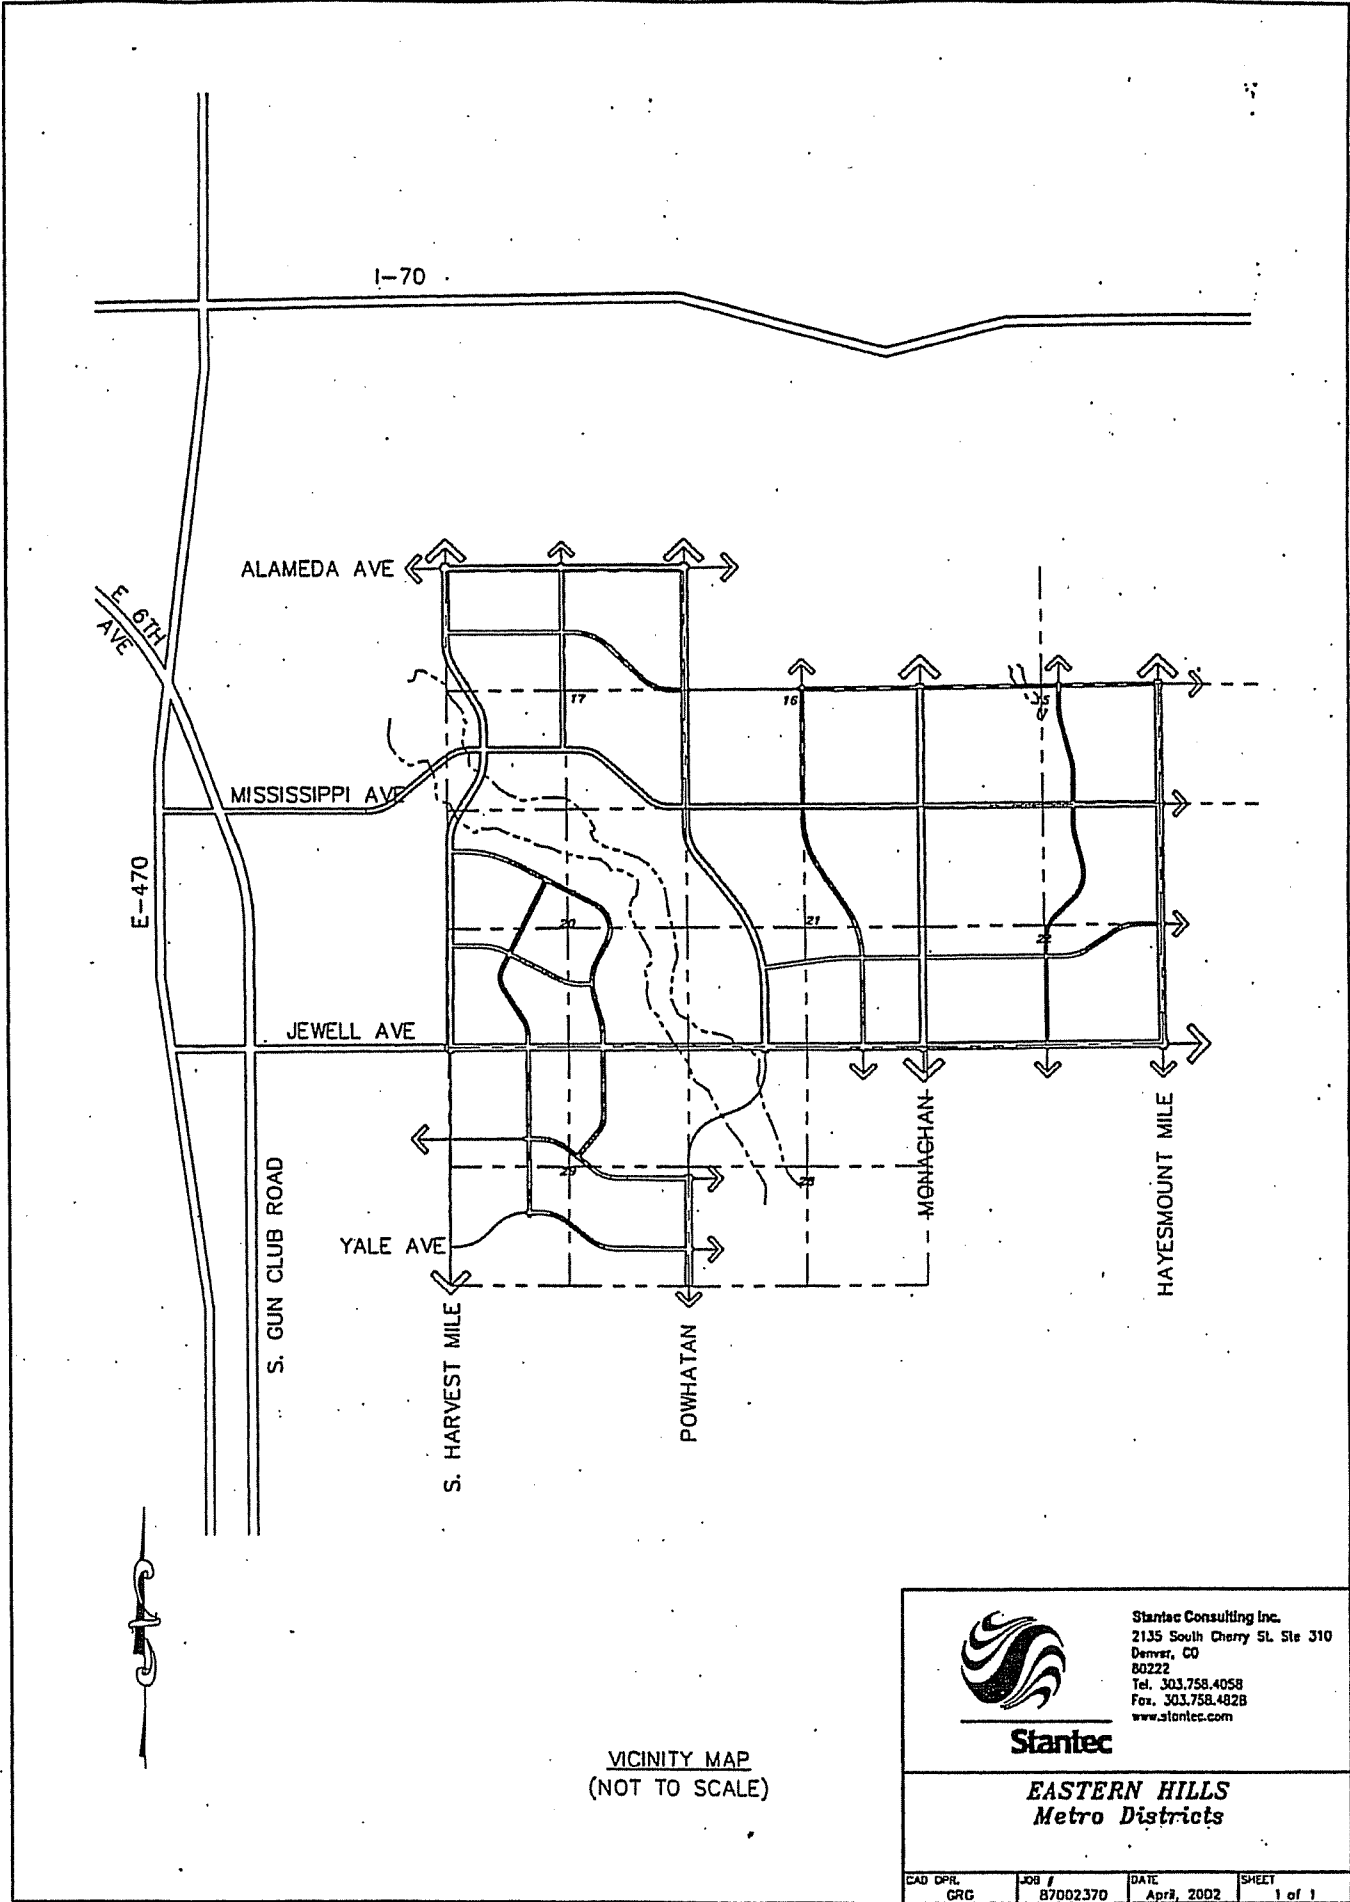 I-70
ALAMEDA AVE
E 6TH
AVE
17
16
15
MISSISSIPPI AVE
E-470
20
21
22
JEWELL AVE
29
28
S. GUN CLUB ROAD
YALE AVE
S. HARVEST MILE
POWHATAN
MONAGHAN
HAYESMOUNT MILE
VICINITY MAP
(NOT TO SCALE)
Stantec Consulting Inc.
2135 South Cherry St. Ste 310
Denver, CO
80222
Tel. 303.758.4058
Fax. 303.758.4828
www.stantec.com
Stantec
EASTERN HILLS
Metro Districts
CAD OPR.
GRG
JOB #
87002370
DATE
April, 2002
SHEET
1 of 1